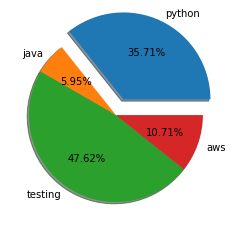 python
35.71%
java
5.95%
10.71%
aws
47.62%
testing